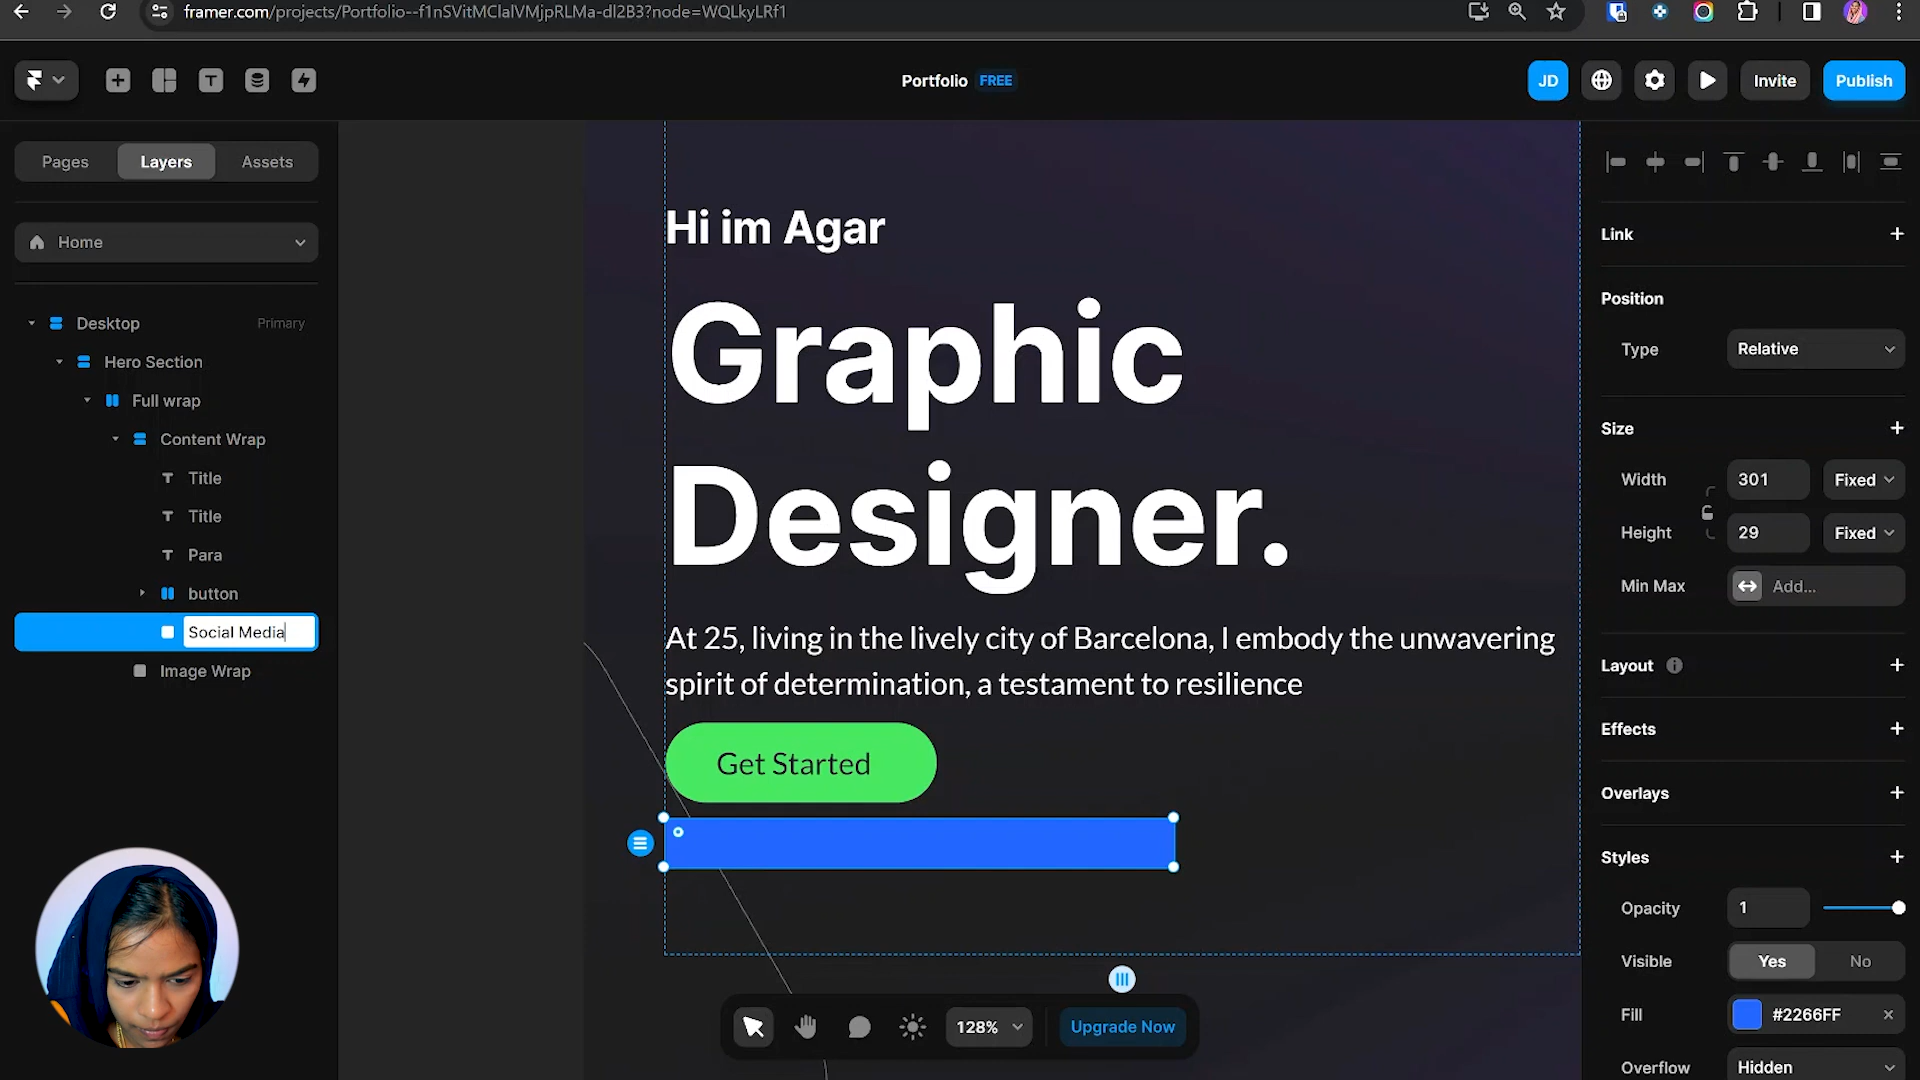 framer.com/projects/Portfolio--f1nSVitMClalVMjpRLMa-dl2B3?node=WQLkyLRf1
Portfolio FREE
JD
Invite
Publish
Pages
Layers
Assets
Home
Desktop
Primary
Hero Section
Full wrap
Content Wrap
Title
Title
Para
button
Social Media
Image Wrap
Hi im Agar
Graphic
Designer.
At 25, living in the lively city of Barcelona, I embody the unwavering
spirit of determination, a testament to resilience
Get Started
128%
Upgrade Now
Link
Position
Type
Relative
Size
Width
301
Fixed
Height
29
Fixed
Min Max
Add...
Layout
Effects
Overlays
Styles
Opacity
1
Visible
Yes
No
Fill
#2266FF
Overflow
Hidden